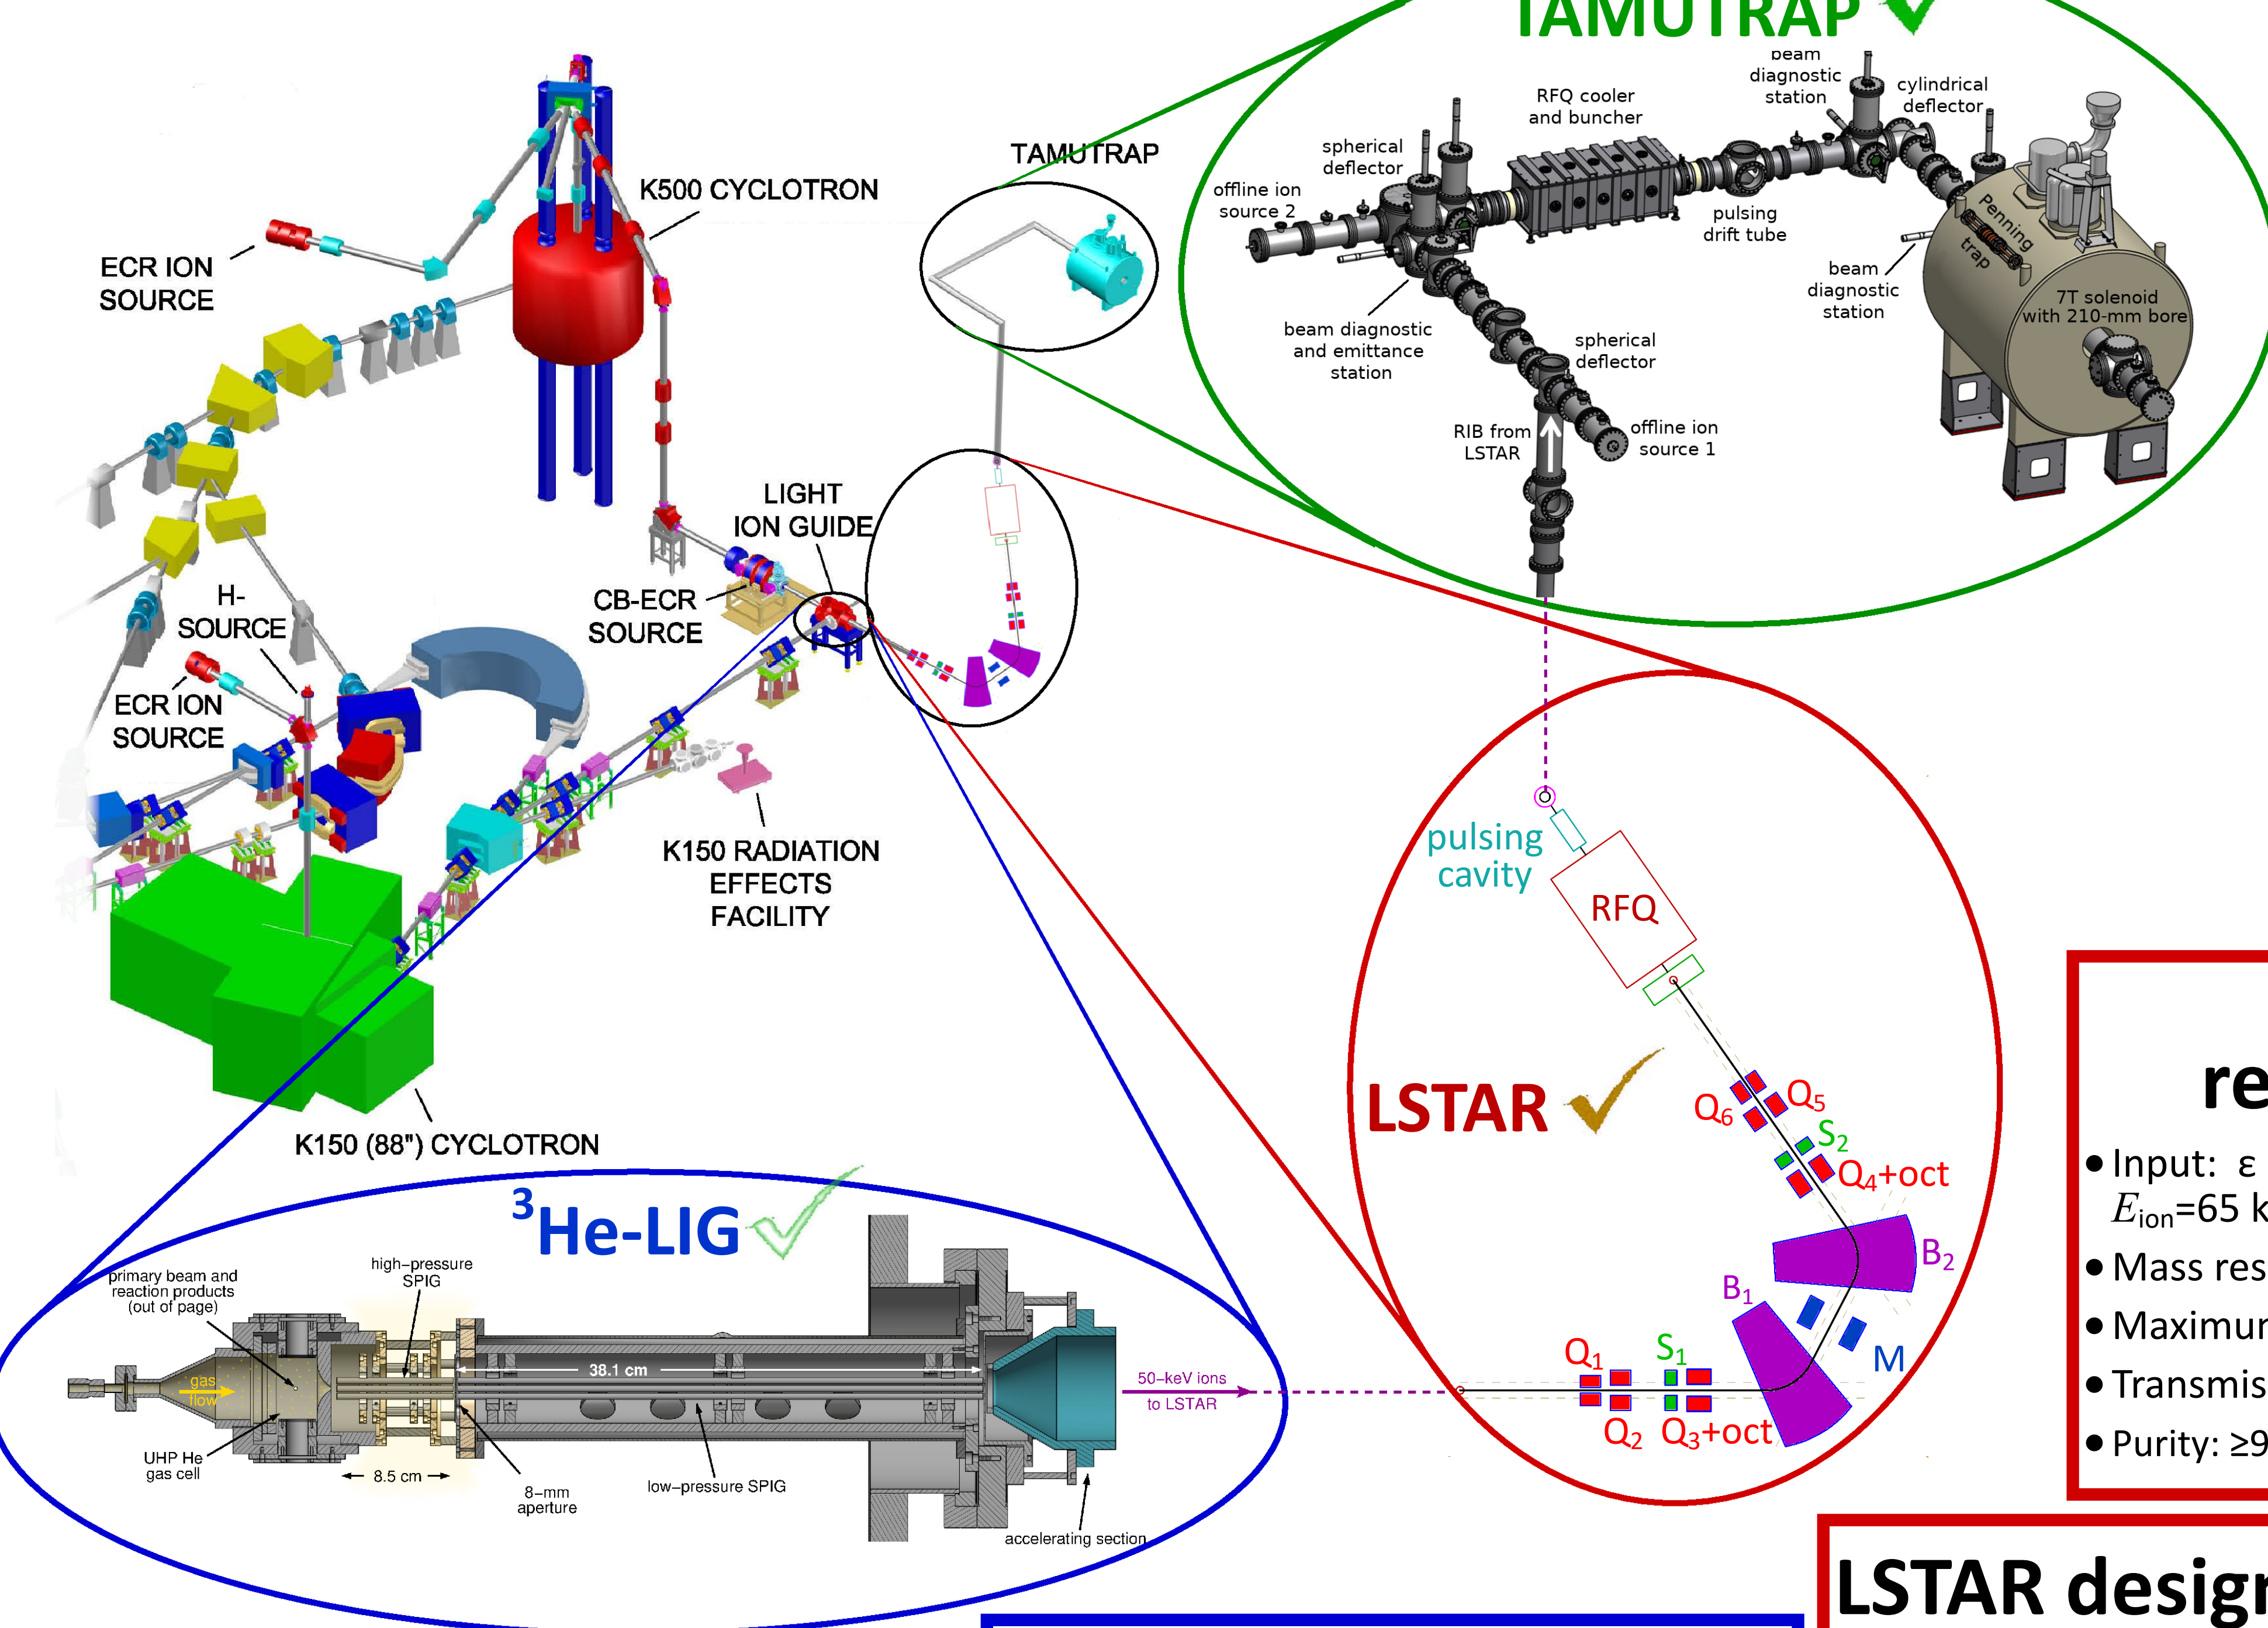 TAMUTRAP
beam
diagnostic
station
cylindrical
deflector
RFQ cooler
and buncher
spherical
deflector
offline ion
source 2
pulsing
drift tube
Penning
trap
beam
diagnostic
station
7T solenoid
with 210-mm bore
beam diagnostic
and emittance
station
spherical
deflector
RIB from
LSTAR
offline ion
source 1
TAMUTRAP
K500 CYCLOTRON
ECR ION
SOURCE
LIGHT
ION GUIDE
CB-ECR
SOURCE
H-
SOURCE
ECR ION
SOURCE
K150 RADIATION
EFFECTS
FACILITY
K150 (88") CYCLOTRON
pulsing
cavity
RFQ
LSTAR
Q6
Q5
S2
Q4+oct
B2
B1
M
Q1
S1
Q2
Q3+oct
³He-LIG
primary beam and
reaction products
(out of page)
high-pressure
SPIG
gas
flow
38.1 cm
50-keV ions
to LSTAR
UHP He
gas cell
8.5 cm
8-mm
aperture
low-pressure SPIG
accelerating section
re
• Input: ε
Eion=65 k
• Mass res
• Maximu
• Transmis
• Purity: ≥9
LSTAR design